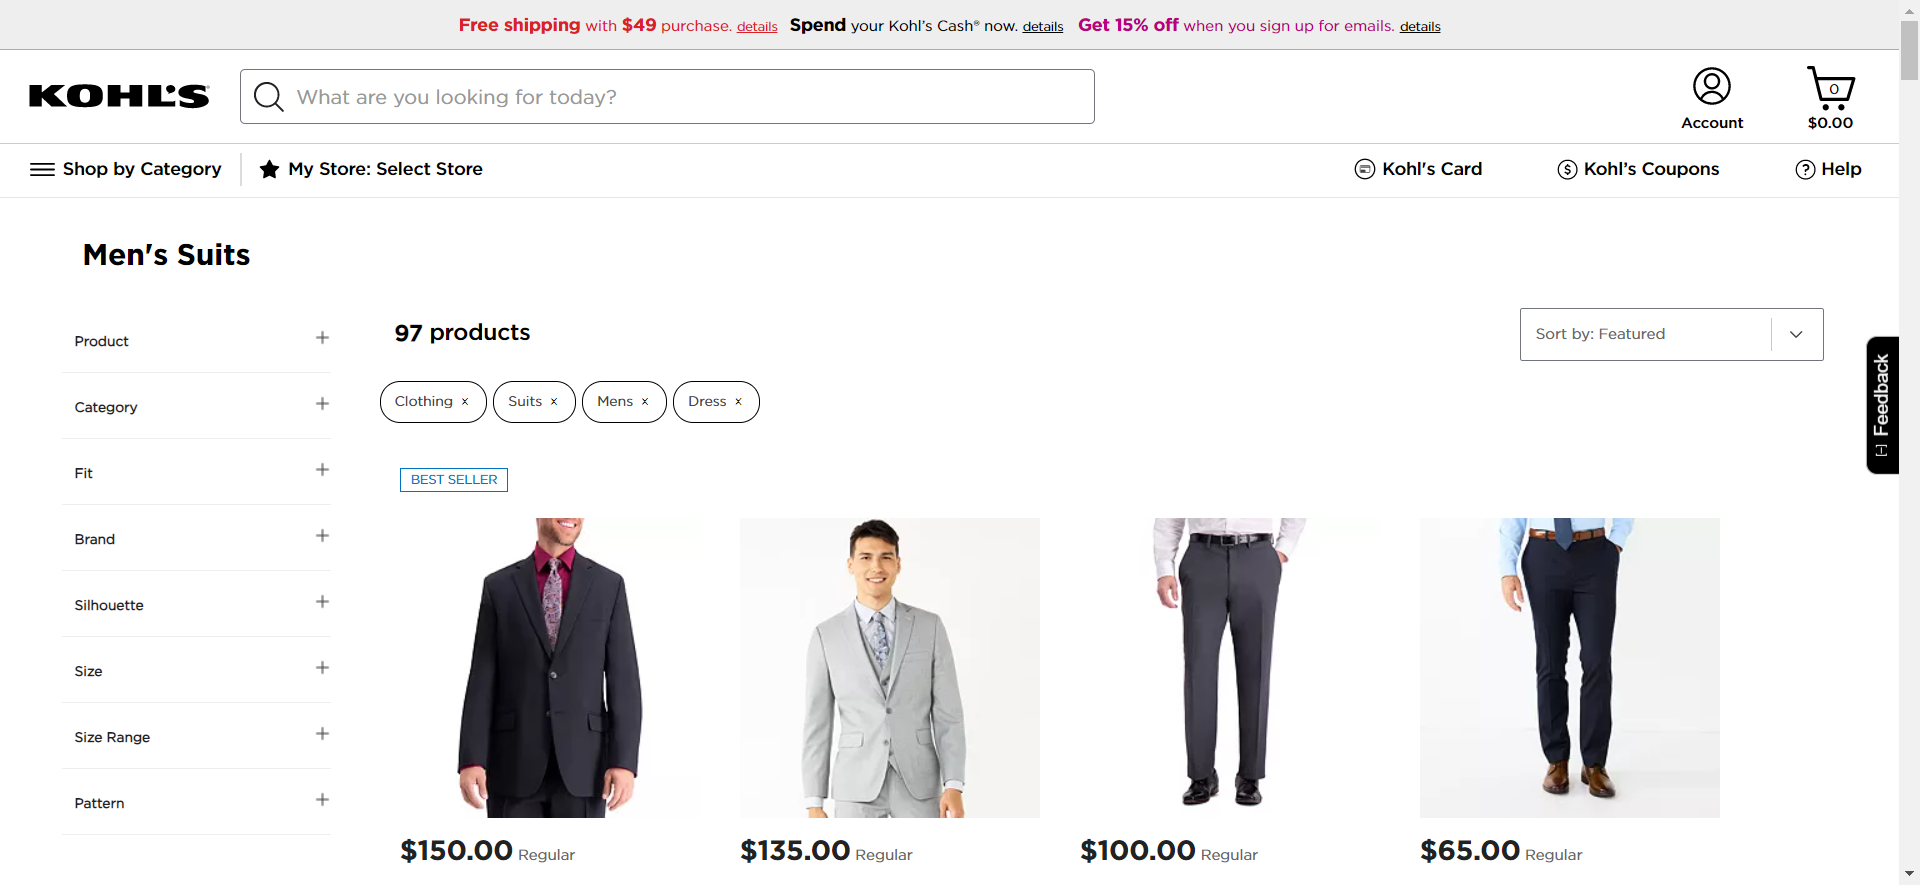 Free shipping with $49 purchase. details Spend your Kohl's Cash® now. details Get 15% off when you sign up for emails. details
KOHL'S
What are you looking for today?
Account
0
$0.00
Shop by Category
My Store: Select Store
Kohl's Card
Kohl's Coupons
Help
Men's Suits
Product
Category
Fit
Brand
Silhouette
Size
Size Range
Pattern
97 products
Sort by: Featured
Clothing x
Suits x
Mens x
Dress x
BEST SELLER
$150.00 Regular
$135.00 Regular
$100.00 Regular
$65.00 Regular
[-] Feedback